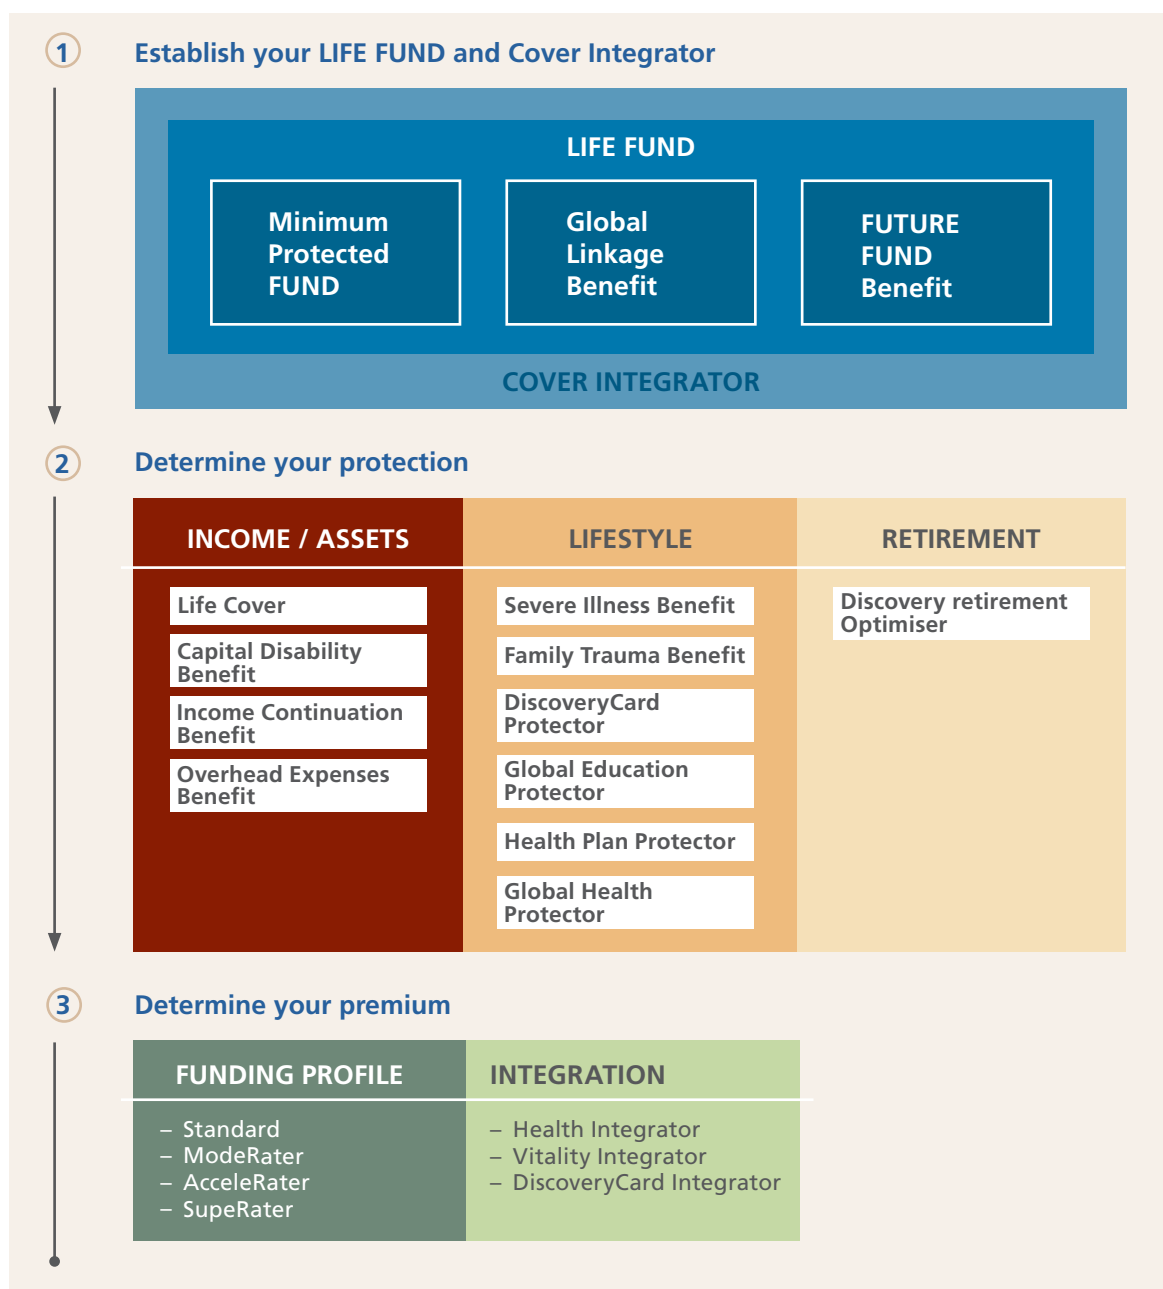 1
Establish your LIFE FUND and Cover Integrator
LIFE FUND
Minimum
Protected
FUND
Global
Linkage
Benefit
FUTURE
FUND
Benefit
COVER INTEGRATOR
2
Determine your protection
INCOME / ASSETS
Life Cover
Capital Disability
Benefit
Income Continuation
Benefit
Overhead Expenses
Benefit
LIFESTYLE
Severe Illness Benefit
Family Trauma Benefit
DiscoveryCard
Protector
Global Education
Protector
Health Plan Protector
Global Health
Protector
RETIREMENT
Discovery retirement
Optimiser
3
Determine your premium
FUNDING PROFILE
– Standard
– ModeRater
– AcceleRater
– SupeRater
INTEGRATION
– Health Integrator
– Vitality Integrator
– DiscoveryCard Integrator